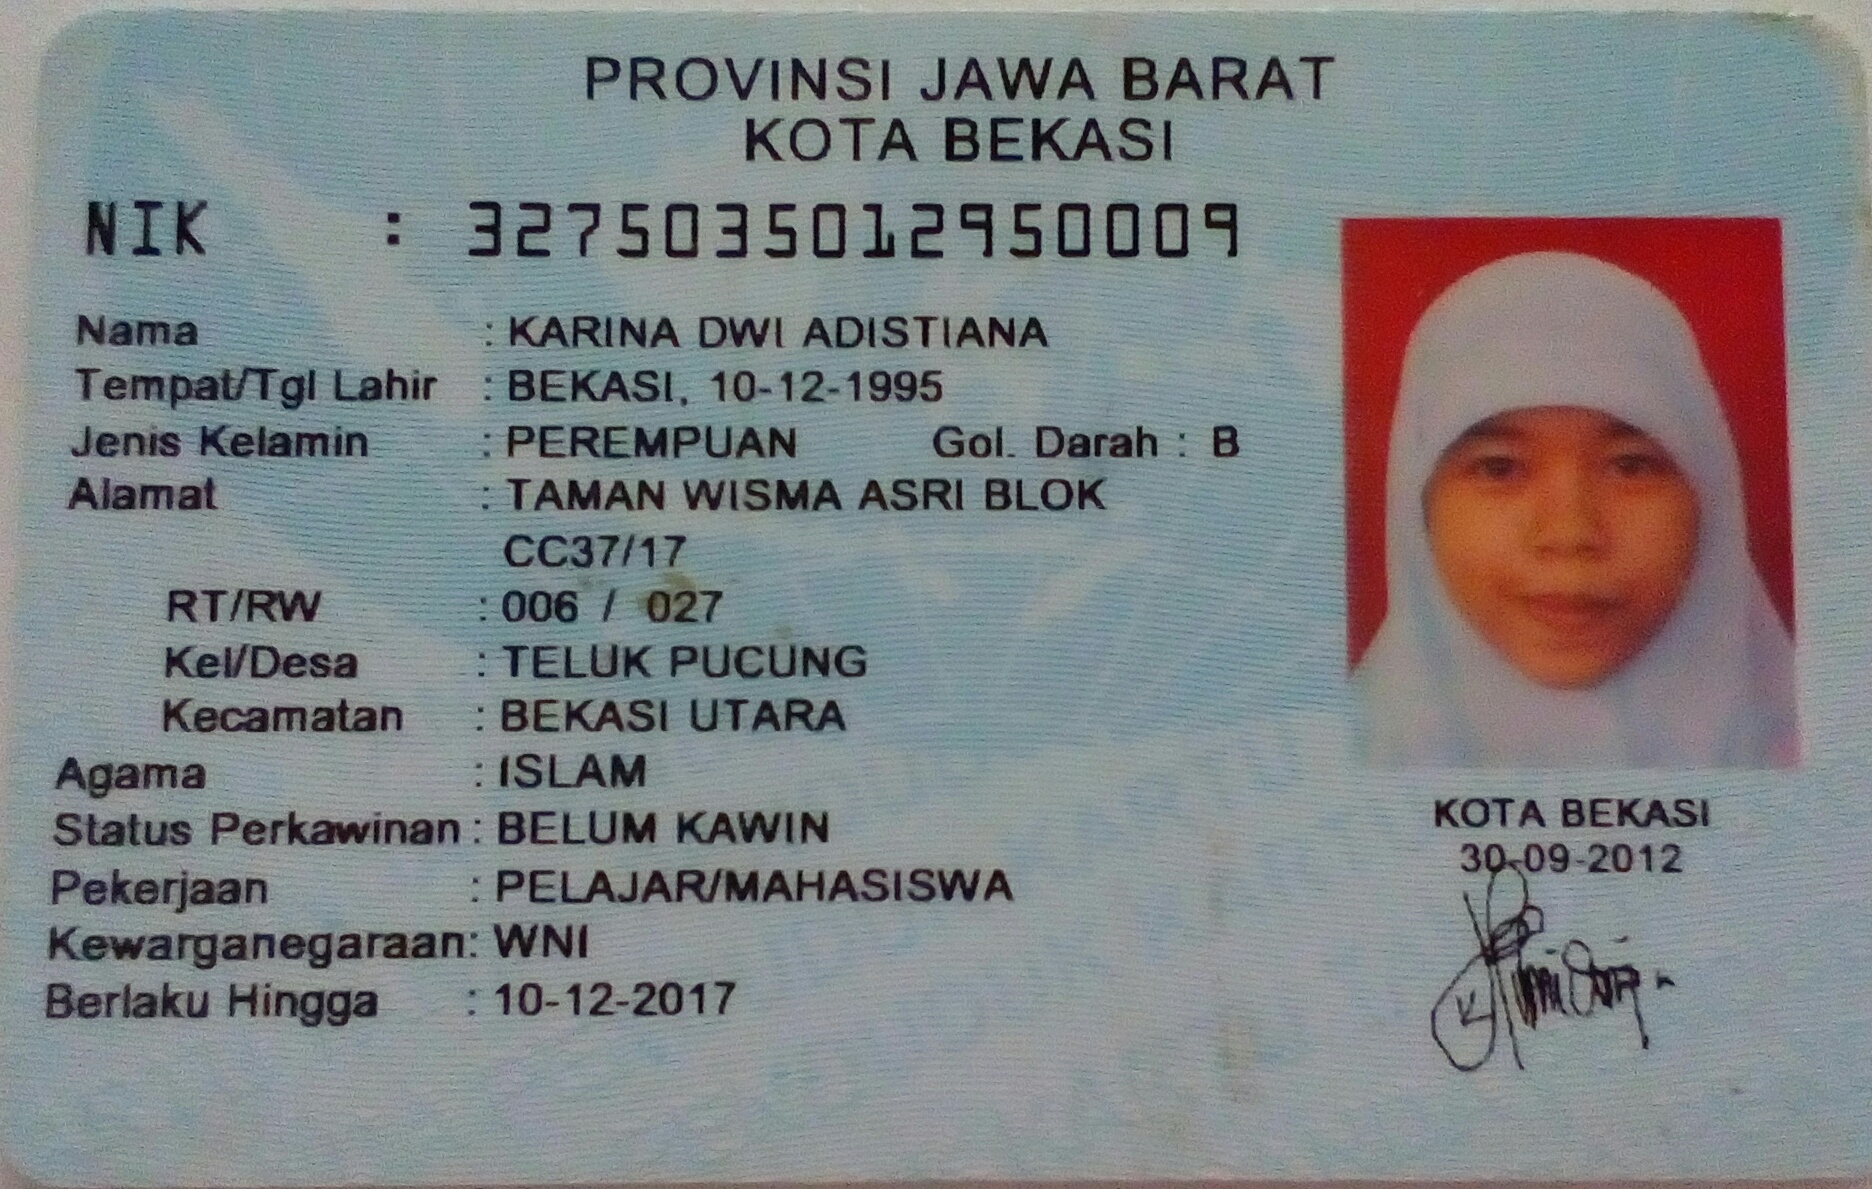 PROVINSI JAWA BARAT
KOTA BEKASI
NIK : 3275035012950009
Nama : KARINA DWI ADISTIANA
Tempat/Tgl Lahir : BEKASI, 10-12-1995
Jenis Kelamin : PEREMPUAN Gol. Darah : B
Alamat : TAMAN WISMA ASRI BLOK
CC37/17
RT/RW : 006 / 027
Kel/Desa : TELUK PUCUNG
Kecamatan : BEKASI UTARA
Agama : ISLAM
Status Perkawinan : BELUM KAWIN
Pekerjaan : PELAJAR/MAHASISWA
Kewarganegaraan: WNI
Berlaku Hingga : 10-12-2017
KOTA BEKASI
30-09-2012